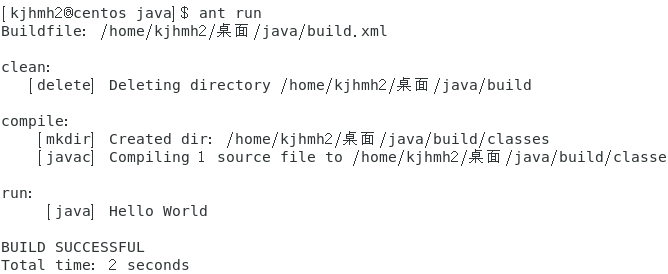 [kjhmh2@centos java]$ ant run
Buildfile: /home/kjhmh2/桌面/java/build.xml
clean:
[delete] Deleting directory /home/kjhmh2/桌面/java/build
compile:
[mkdir] Created dir: /home/kjhmh2/桌面/java/build/classes
[javac] Compiling 1 source file to /home/kjhmh2/桌面/java/build/classe
run:
[java] Hello World
BUILD SUCCESSFUL
Total time: 2 seconds